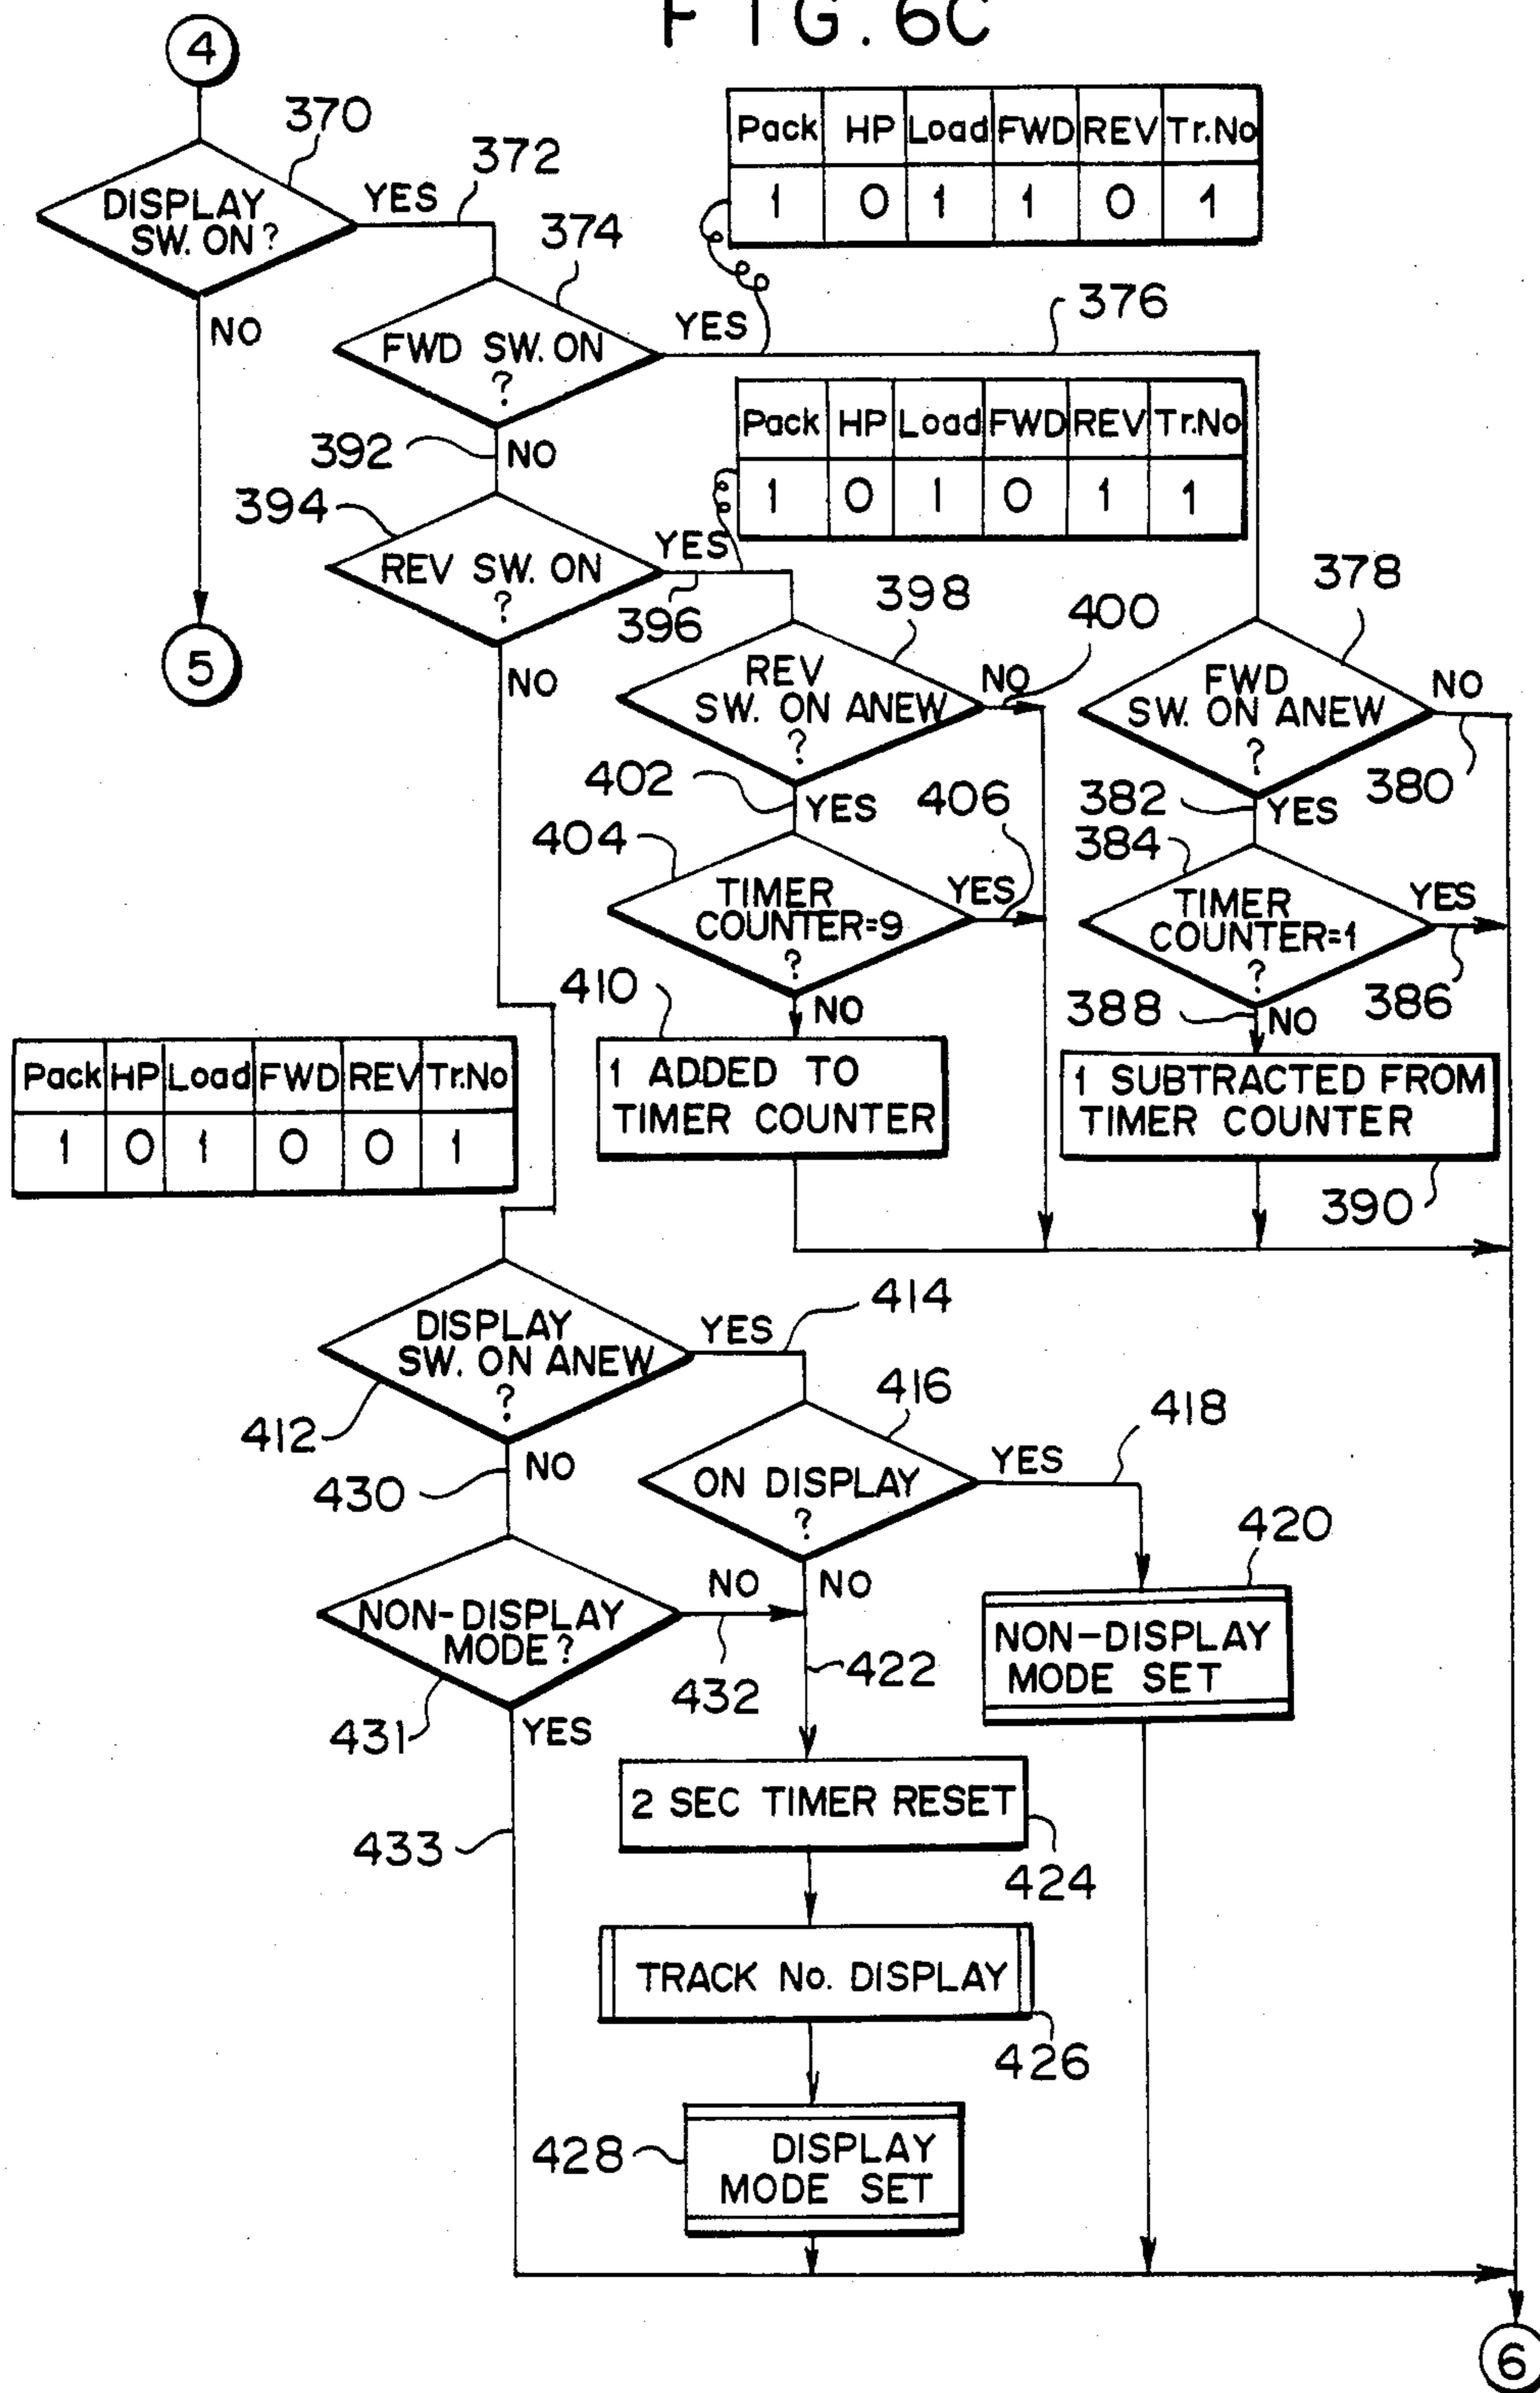 FIG. 6C
4
370
DISPLAY
SW. ON?
YES
372
NO
5
374
FWD SW. ON
?
YES
376
Pack HP Load FWD REV Tr.No
1 0 1 1 0 1
392
NO
394
REV SW. ON
?
YES
396
NO
Pack HP Load FWD REV Tr.No
1 0 1 0 1 1
398
REV
SW. ON ANEW
?
NO
400
402
YES
404
TIMER
COUNTER=9
?
YES
406
410
NO
1 ADDED TO
TIMER COUNTER
378
FWD
SW. ON ANEW
?
NO
380
382
YES
384
TIMER
COUNTER=1
?
YES
386
388
NO
1 SUBTRACTED FROM
TIMER COUNTER
390
Pack HP Load FWD REV Tr.No
1 0 1 0 0 1
DISPLAY
SW. ON ANEW
?
412
YES
414
416
ON DISPLAY
?
YES
418
420
NON-DISPLAY
MODE SET
430
NO
NON-DISPLAY
MODE?
431
NO
432
NO
422
YES
433
2 SEC TIMER RESET
424
TRACK No. DISPLAY
426
428
DISPLAY
MODE SET
6